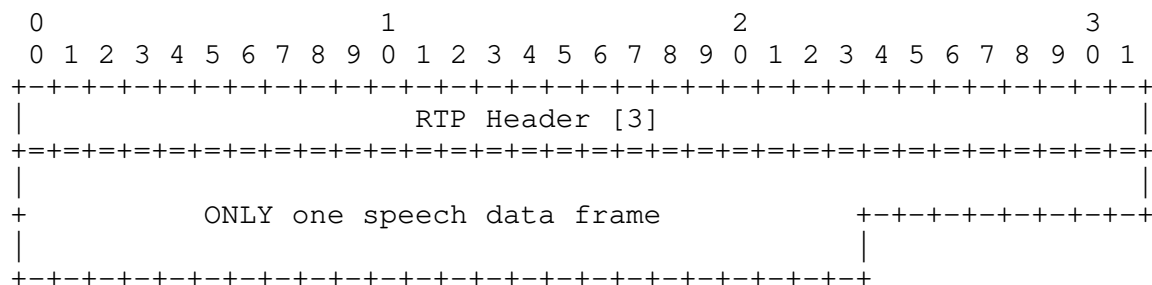 0                   1                   2                   3
 0 1 2 3 4 5 6 7 8 9 0 1 2 3 4 5 6 7 8 9 0 1 2 3 4 5 6 7 8 9 0 1
+-+-+-+-+-+-+-+-+-+-+-+-+-+-+-+-+-+-+-+-+-+-+-+-+-+-+-+-+-+-+-+-+
|                      RTP Header [3]                           |
+=+=+=+=+=+=+=+=+=+=+=+=+=+=+=+=+=+=+=+=+=+=+=+=+=+=+=+=+=+=+=+=+
|                                                               |
+          ONLY one speech data frame           +-+-+-+-+-+-+-+-+
|                                               |
+-+-+-+-+-+-+-+-+-+-+-+-+-+-+-+-+-+-+-+-+-+-+-+-+